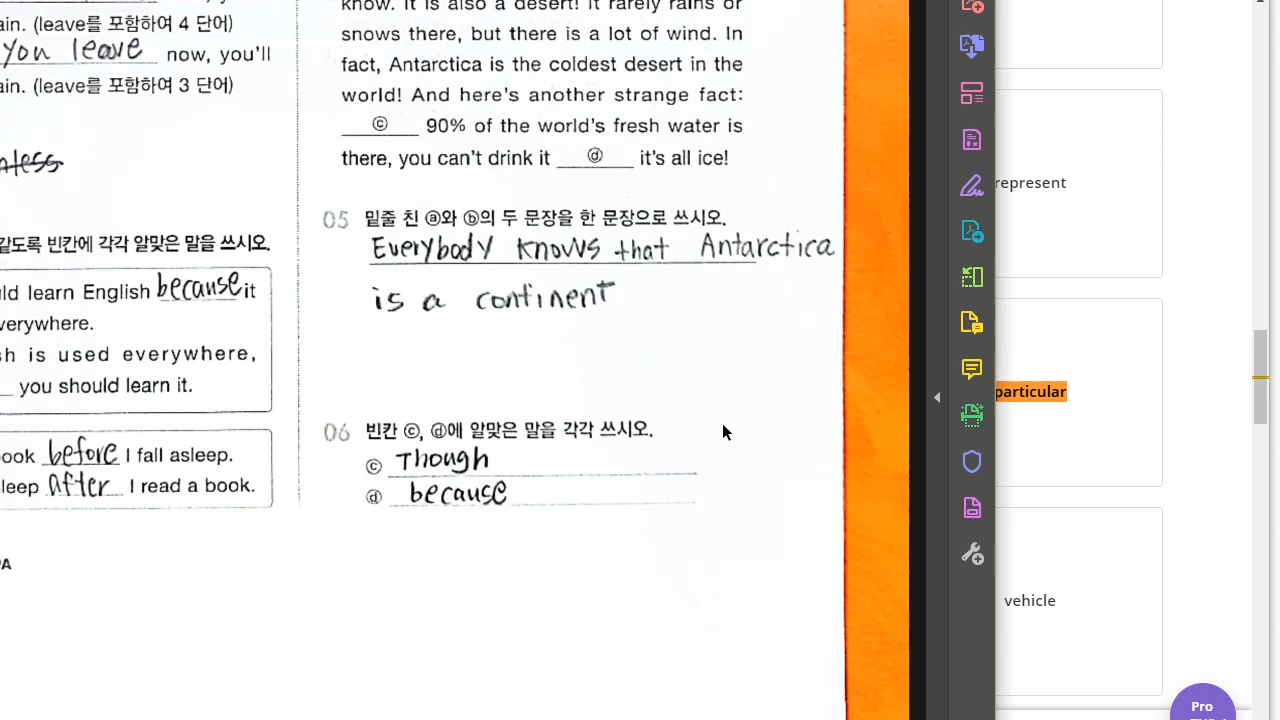 know. It is also a desert! It rarely rains or
snows there, but there is a lot of wind. In
fact, Antarctica is the coldest desert in the
world! And here's another strange fact:
ⓒ 90% of the world's fresh water is
there, you can't drink it ⓓ it's all ice!
05 밑줄 친 ⓐ와 ⓑ의 두 문장을 한 문장으로 쓰시오.
Everybody knows that Antarctica
is a continent
06 빈칸 ⓒ, ⓓ에 알맞은 말을 각각 쓰시오.
ⓒ Though
ⓓ because
ain. (leave를 포함하여 4 단어)
you leave now, you'll
ain. (leave를 포함하여 3 단어)
같도록 빈칸에 각각 알맞은 말을 쓰시오.
ld learn English because it
verywhere.
sh is used everywhere,
you should learn it.
ook before I fall asleep.
leep after I read a book.
PA
represent
particular
vehicle
Pro